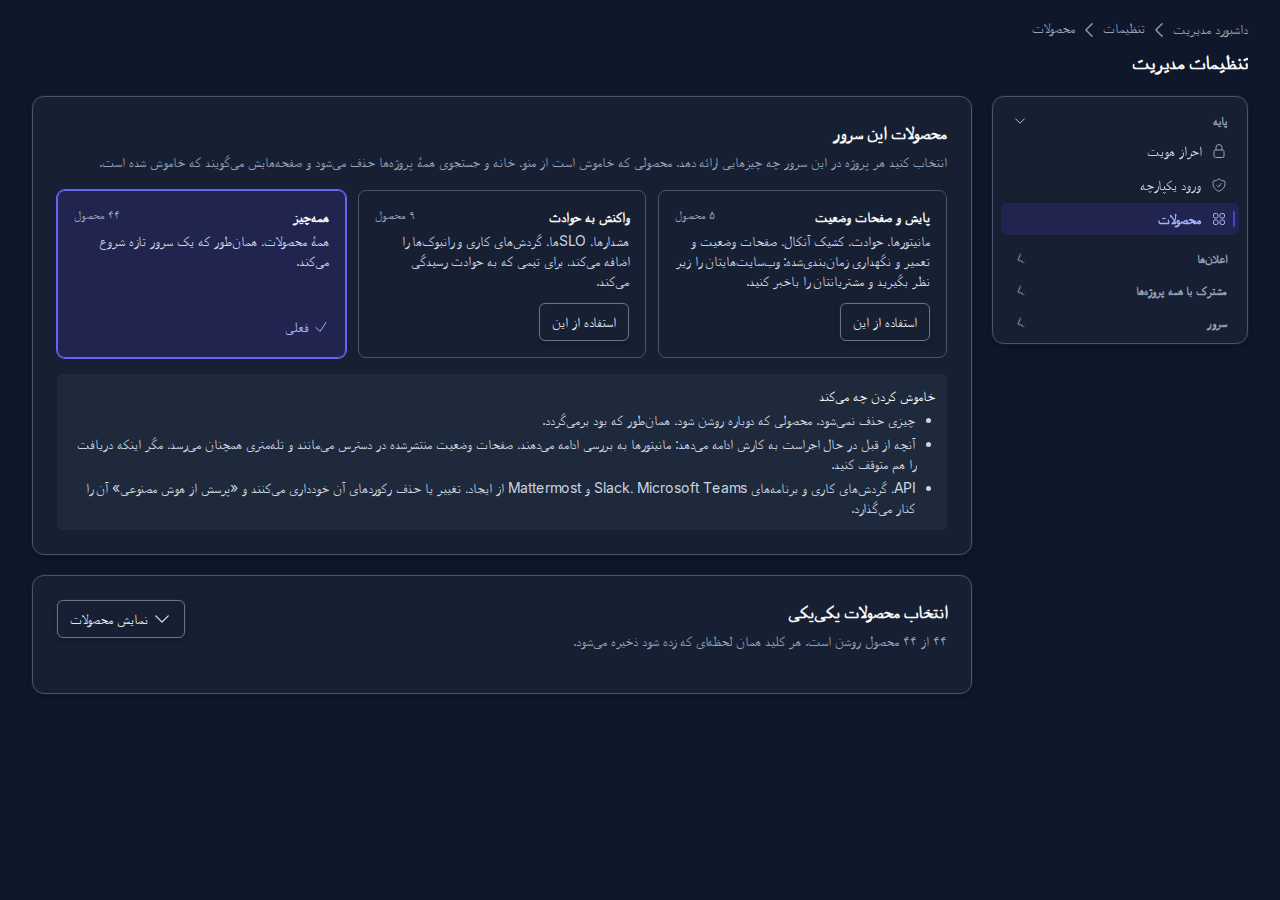 داشبورد مدیریت
تنظیمات
محصولات
تنظیمات مدیریت
پایه
احراز هویت
ورود یکپارچه
محصولات
اعلان‌ها
مشترک با همه پروژه‌ها
سرور
محصولات این سرور
انتخاب کنید هر پروژه در این سرور چه چیزهایی ارائه دهد. محصولی که خاموش است از منو، خانه و جستجوی همهٔ پروژه‌ها حذف می‌شود و صفحه‌هایش می‌گویند که خاموش شده است.
پایش و صفحات وضعیت
۵ محصول
مانیتورها، حوادث، کشیک آنکال، صفحات وضعیت و
تعمیر و نگهداری زمان‌بندی‌شده: وب‌سایت‌هایتان را زیر
نظر بگیرید و مشتریانتان را باخبر کنید.
استفاده از این
واکنش به حوادث
۹ محصول
هشدارها، SLOها، گردش‌های کاری و رانبوک‌ها را
اضافه می‌کند، برای تیمی که به حوادث رسیدگی
می‌کند.
استفاده از این
همه‌چیز
۴۴ محصول
همهٔ محصولات، همان‌طور که یک سرور تازه شروع
می‌کند.
فعلی
خاموش کردن چه می‌کند
چیزی حذف نمی‌شود. محصولی که دوباره روشن شود، همان‌طور که بود برمی‌گردد.
آنچه از قبل در حال اجراست به کارش ادامه می‌دهد: مانیتورها به بررسی ادامه می‌دهند، صفحات وضعیت منتشرشده در دسترس می‌مانند و تله‌متری همچنان می‌رسد، مگر اینکه دریافت
را هم متوقف کنید.
API، گردش‌های کاری و برنامه‌های Slack، Microsoft Teams و Mattermost از ایجاد، تغییر یا حذف رکوردهای آن خودداری می‌کنند و «پرسش از هوش مصنوعی» آن را
کنار می‌گذارد.
انتخاب محصولات یکی‌یکی
۴۴ از ۴۴ محصول روشن است. هر کلید همان لحظه‌ای که زده شود ذخیره می‌شود.
نمایش محصولات